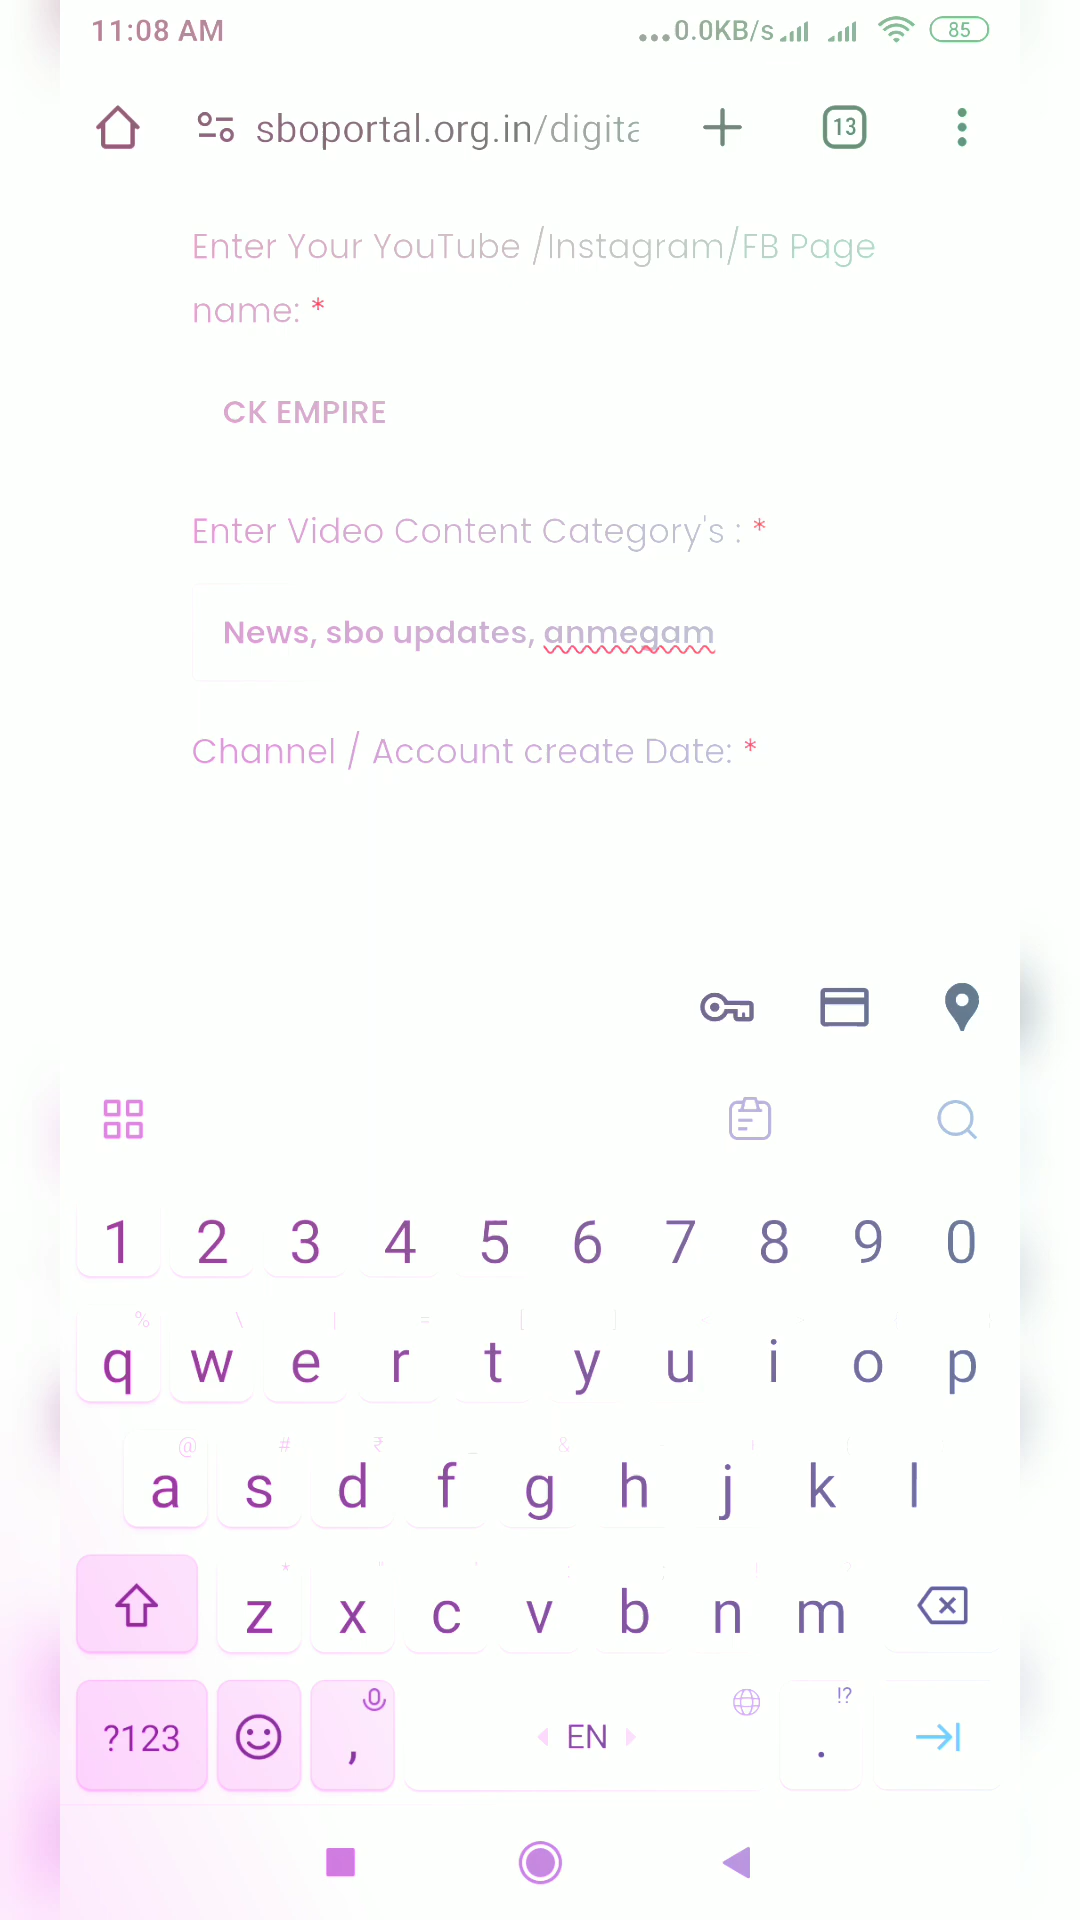 11:08 AM
...0.0KB/s
85
sboportal.org.in/digita
13
Enter Your YouTube /Instagram/FB Page
name: *
CK EMPIRE
Enter Video Content Category's : *
News, sbo updates, anmegam
Channel / Account create Date: *
1 2 3 4 5 6 7 8 9 0
% \ | = [ ]
q w e r t y u i o p
@ # ₹ _ &
a s d f g h j k l
* " ' : ; ! ?
z x c v b n m
!?
?123 , EN .